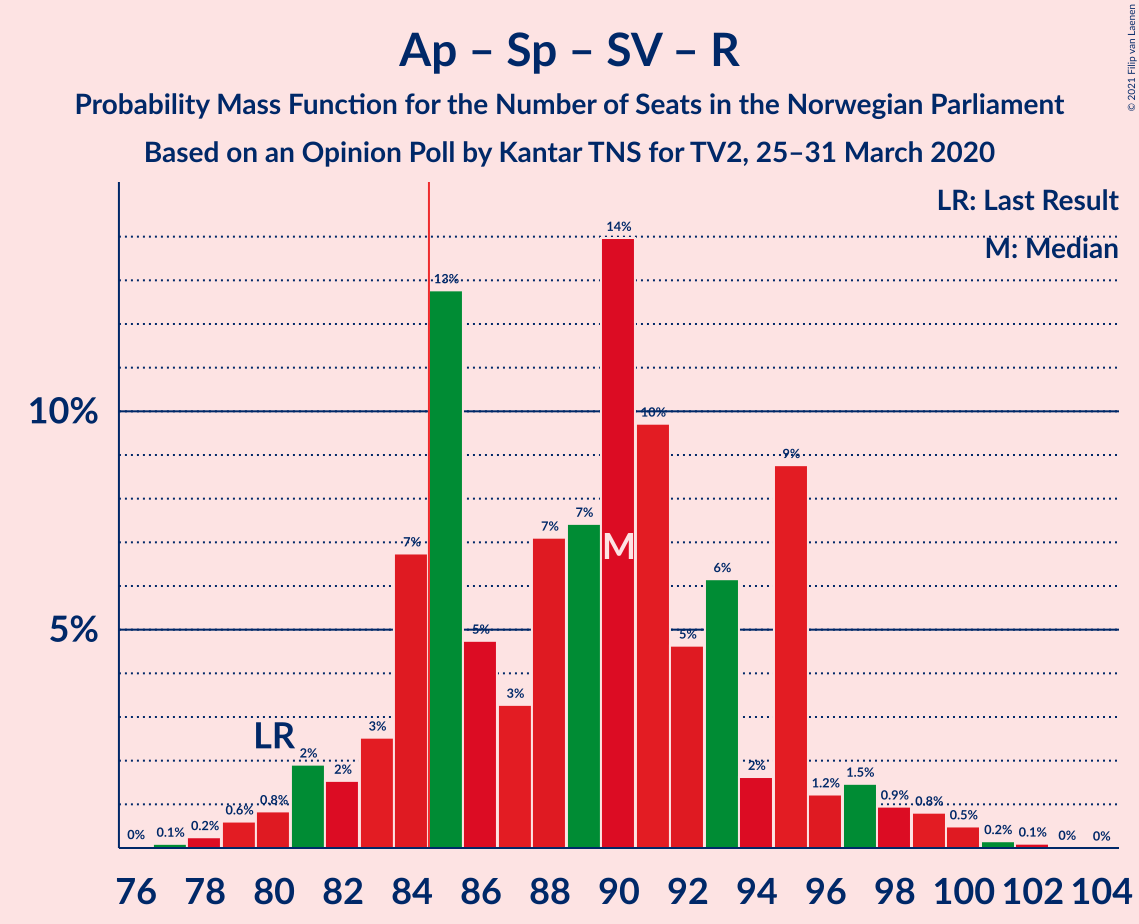 Ap – Sp – SV – R
Probability Mass Function for the Number of Seats in the Norwegian Parliament
Based on an Opinion Poll by Kantar TNS for TV2, 25–31 March 2020
© 2021 Filip van Laenen
LR: Last Result
M: Median
10%
5%
0% 0.1% 0.2% 0.6% 0.8% 2% 2% 3% 7% 13% 5% 3% 7% 7% 14% 10% 5% 6% 2% 9% 1.2% 1.5% 0.9% 0.8% 0.5% 0.2% 0.1% 0% 0%
LR
M
76 78 80 82 84 86 88 90 92 94 96 98 100 102 104